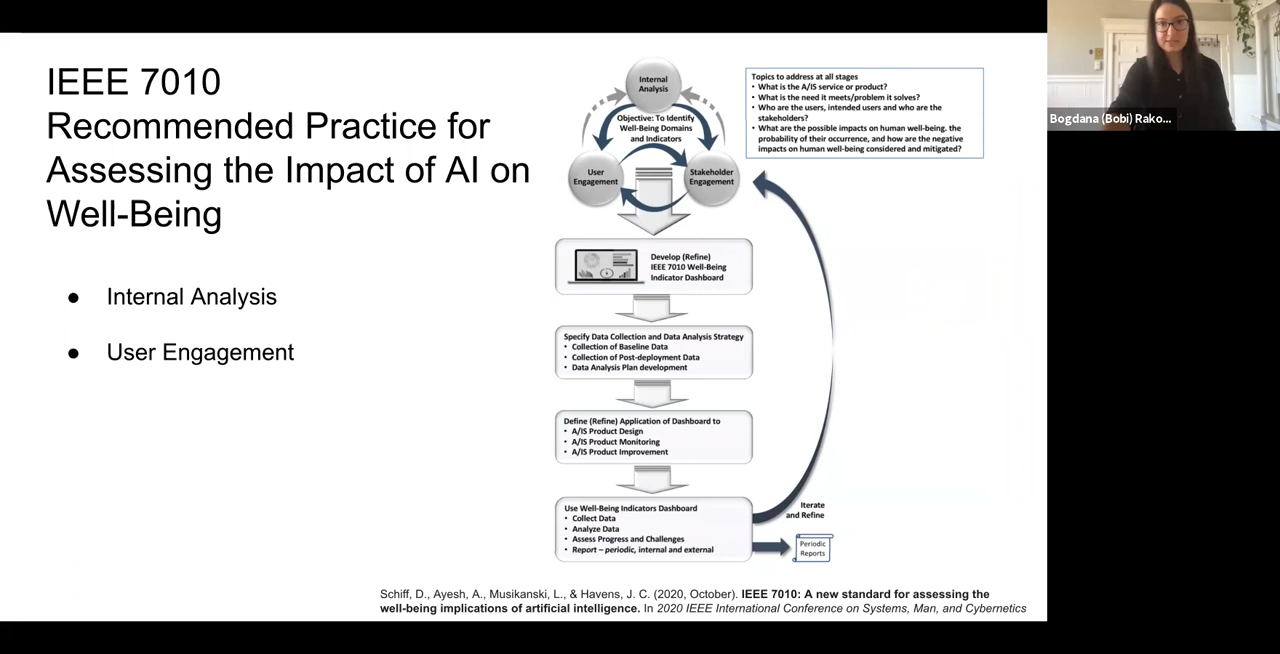 IEEE 7010
Recommended Practice for
Assessing the Impact of AI on
Well-Being
● Internal Analysis
● User Engagement
Internal
Analysis
Objective: To Identify
Well-Being Domains
and Indicators
User
Engagement
Stakeholder
Engagement
Topics to address at all stages
• What is the A/IS service or product?
• What is the need it meets/problem it solves?
• Who are the users, intended users and who are the
stakeholders?
• What are the possible impacts on human well-being. the
probability of their occurrence, and how are the negative
impacts on human well-being considered and mitigated?
Develop (Refine)
IEEE 7010 Well-Being
Indicator Dashboard
Specify Data Collection and Data Analysis Strategy
• Collection of Baseline Data
• Collection of Post-deployment Data
• Data Analysis Plan development
Define (Refine) Application of Dashboard to
• A/IS Product Design
• A/IS Product Monitoring
• A/IS Product Improvement
Use Well-Being Indicators Dashboard
• Collect Data
• Analyze Data
• Assess Progress and Challenges
• Report – periodic, internal and external
Iterate
and Refine
Periodic
Reports
Schiff, D., Ayesh, A., Musikanski, L., & Havens, J. C. (2020, October). IEEE 7010: A new standard for assessing the
well-being implications of artificial intelligence. In 2020 IEEE International Conference on Systems, Man, and Cybernetics
Bogdana (Bobi) Rako...